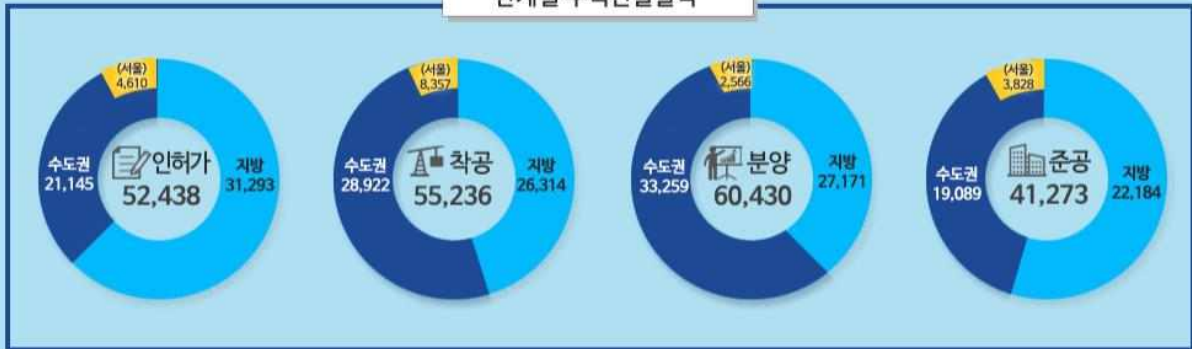 (서울)
4,610
수도권
21,145
인허가
52,438
지방
31,293
(서울)
8,357
수도권
28,922
착공
55,236
지방
26,314
(서울)
2,566
수도권
33,259
분양
60,430
지방
27,171
(서울)
3,828
수도권
19,089
준공
41,273
지방
22,184